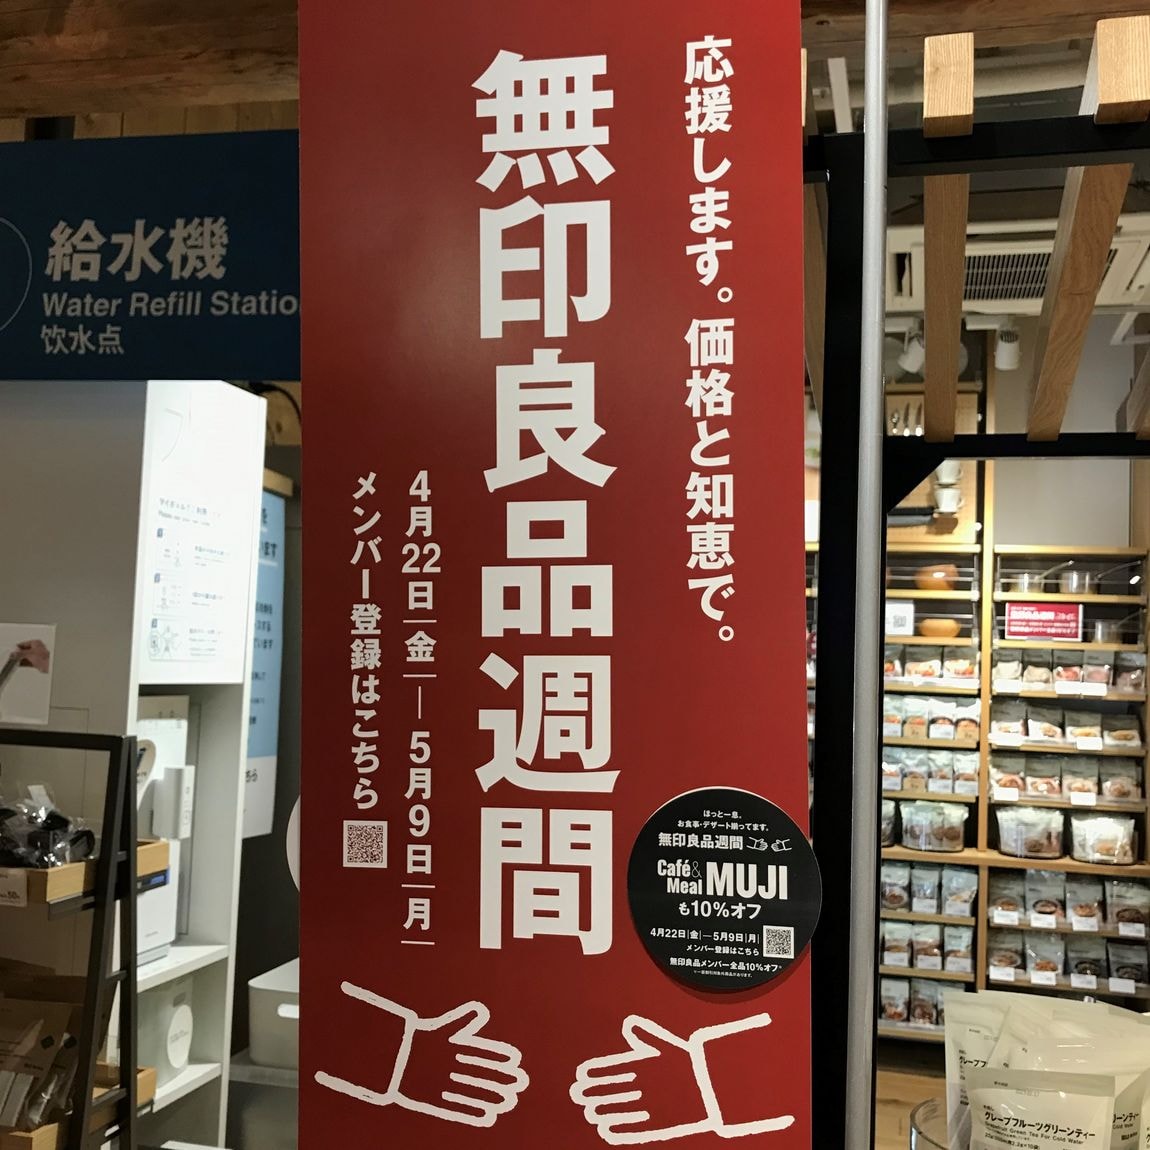 応援します。価格と知恵で。
無印良品週間
4月22日|金|—5月9日|月|
メンバー登録はこちら
ほっと一息。
お食事・デザート揃ってます。
無印良品週間
Café&
Meal MUJI
も10%オフ
4月22日|金|—5月9日|月|
メンバー登録はこちら
無印良品メンバー全品10%オフ*
給水機
Water Refill Statio
饮水点
グレープフルーツグリーンティー
Grapefruit Green Tea For Cold Water